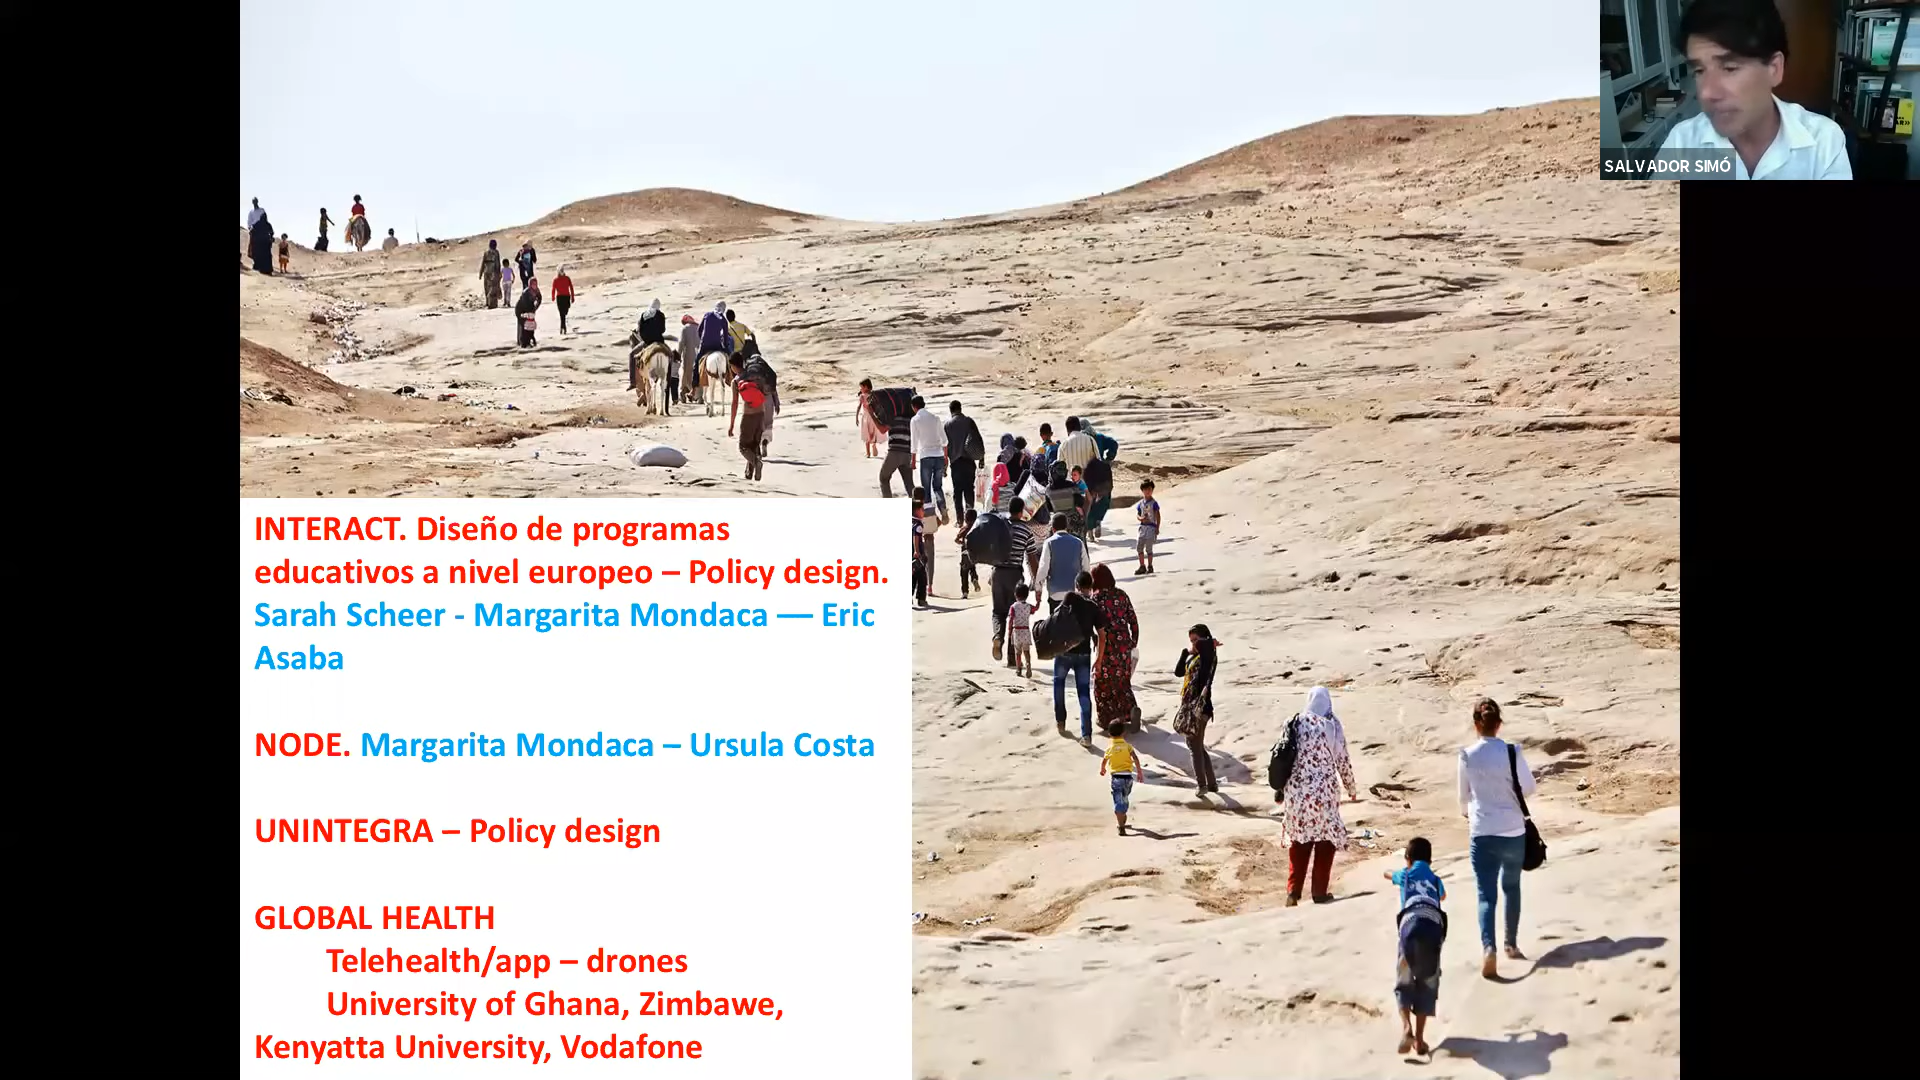 SALVADOR SIMÓ
INTERACT. Diseño de programas
educativos a nivel europeo – Policy design.
Sarah Scheer - Margarita Mondaca –– Eric
Asaba
NODE. Margarita Mondaca – Ursula Costa
UNINTEGRA – Policy design
GLOBAL HEALTH
Telehealth/app – drones
University of Ghana, Zimbawe,
Kenyatta University, Vodafone